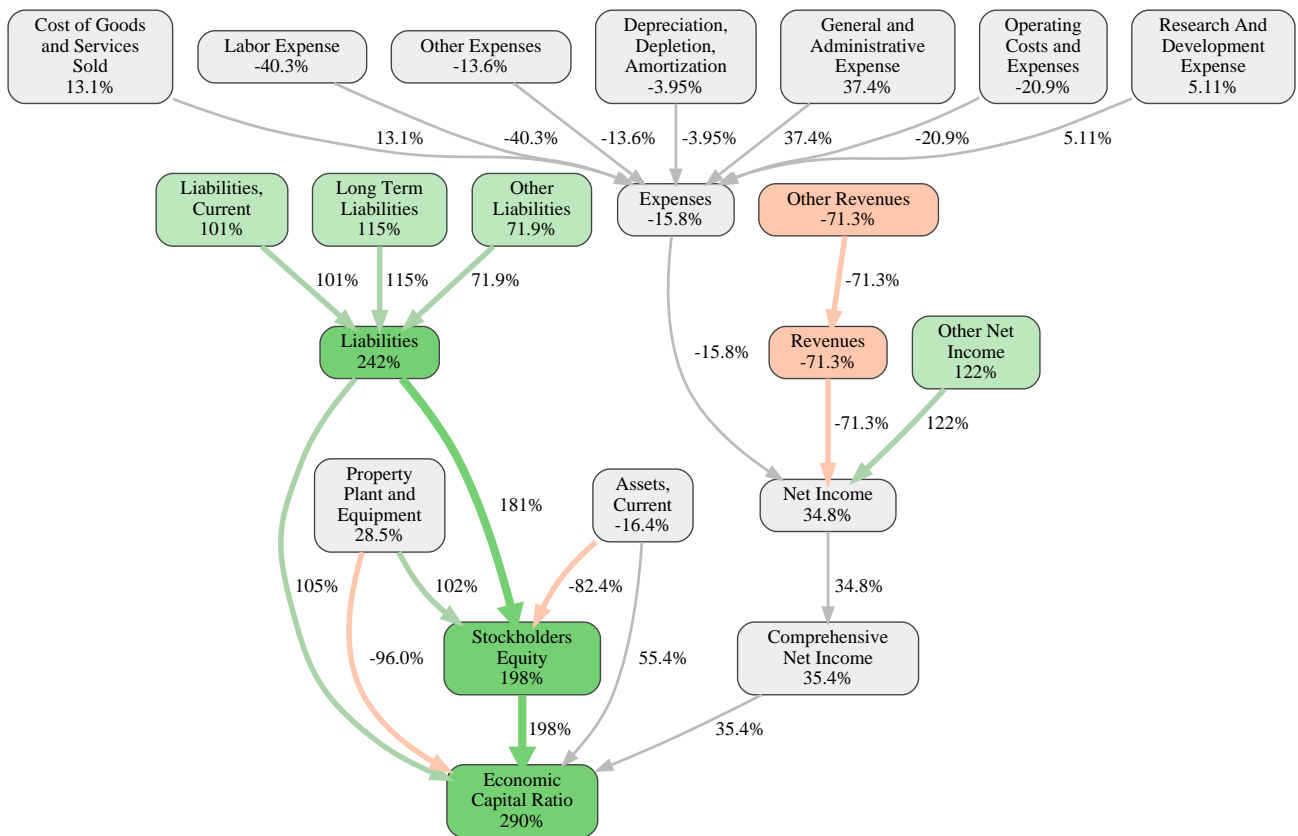 Cost of Goods
and Services
Sold
13.1%
Labor Expense
-40.3%
Other Expenses
-13.6%
Depreciation,
Depletion,
Amortization
-3.95%
General and
Administrative
Expense
37.4%
Operating
Costs and
Expenses
-20.9%
Research And
Development
Expense
5.11%
13.1%
-40.3%
-13.6%
-3.95%
37.4%
-20.9%
5.11%
Liabilities,
Current
101%
Long Term
Liabilities
115%
Other
Liabilities
71.9%
Expenses
-15.8%
Other Revenues
-71.3%
101%
115%
71.9%
-71.3%
Liabilities
242%
-15.8%
Revenues
-71.3%
Other Net
Income
122%
-71.3%
122%
Property
Plant and
Equipment
28.5%
181%
Assets,
Current
-16.4%
Net Income
34.8%
105%
102%
-82.4%
34.8%
Stockholders
Equity
198%
-96.0%
55.4%
Comprehensive
Net Income
35.4%
198%
35.4%
Economic
Capital Ratio
290%